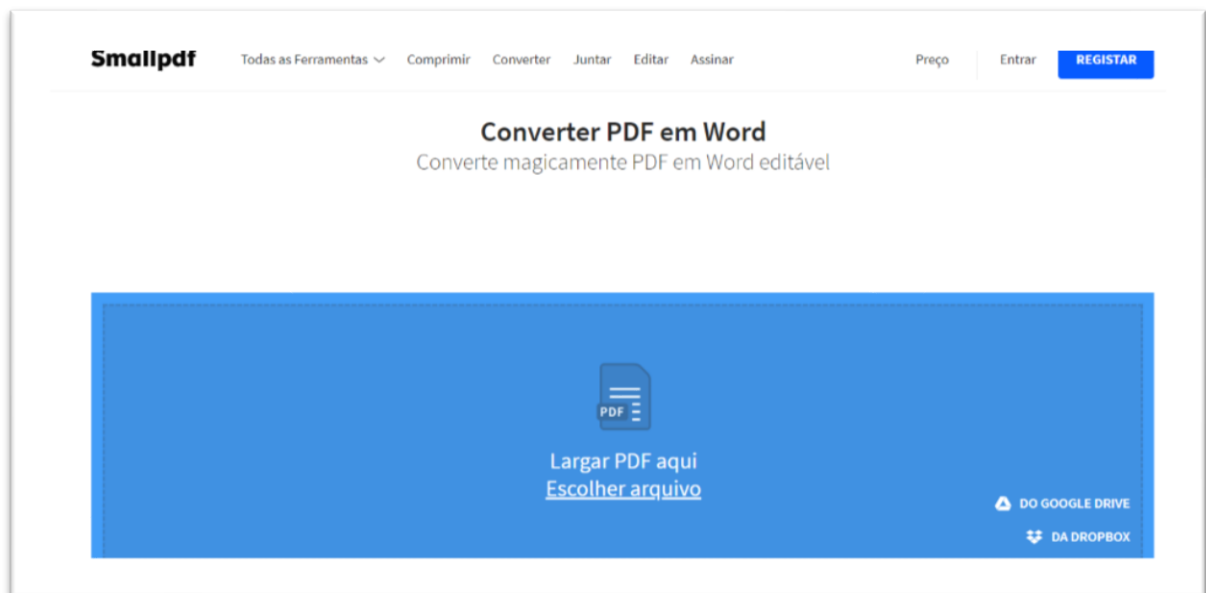 Smallpdf Todas as Ferramentas Comprimir Converter Juntar Editar Assinar Preço Entrar REGISTAR
Converter PDF em Word
Converte magicamente PDF em Word editável
PDF
Largar PDF aqui
Escolher arquivo
DO GOOGLE DRIVE
DA DROPBOX